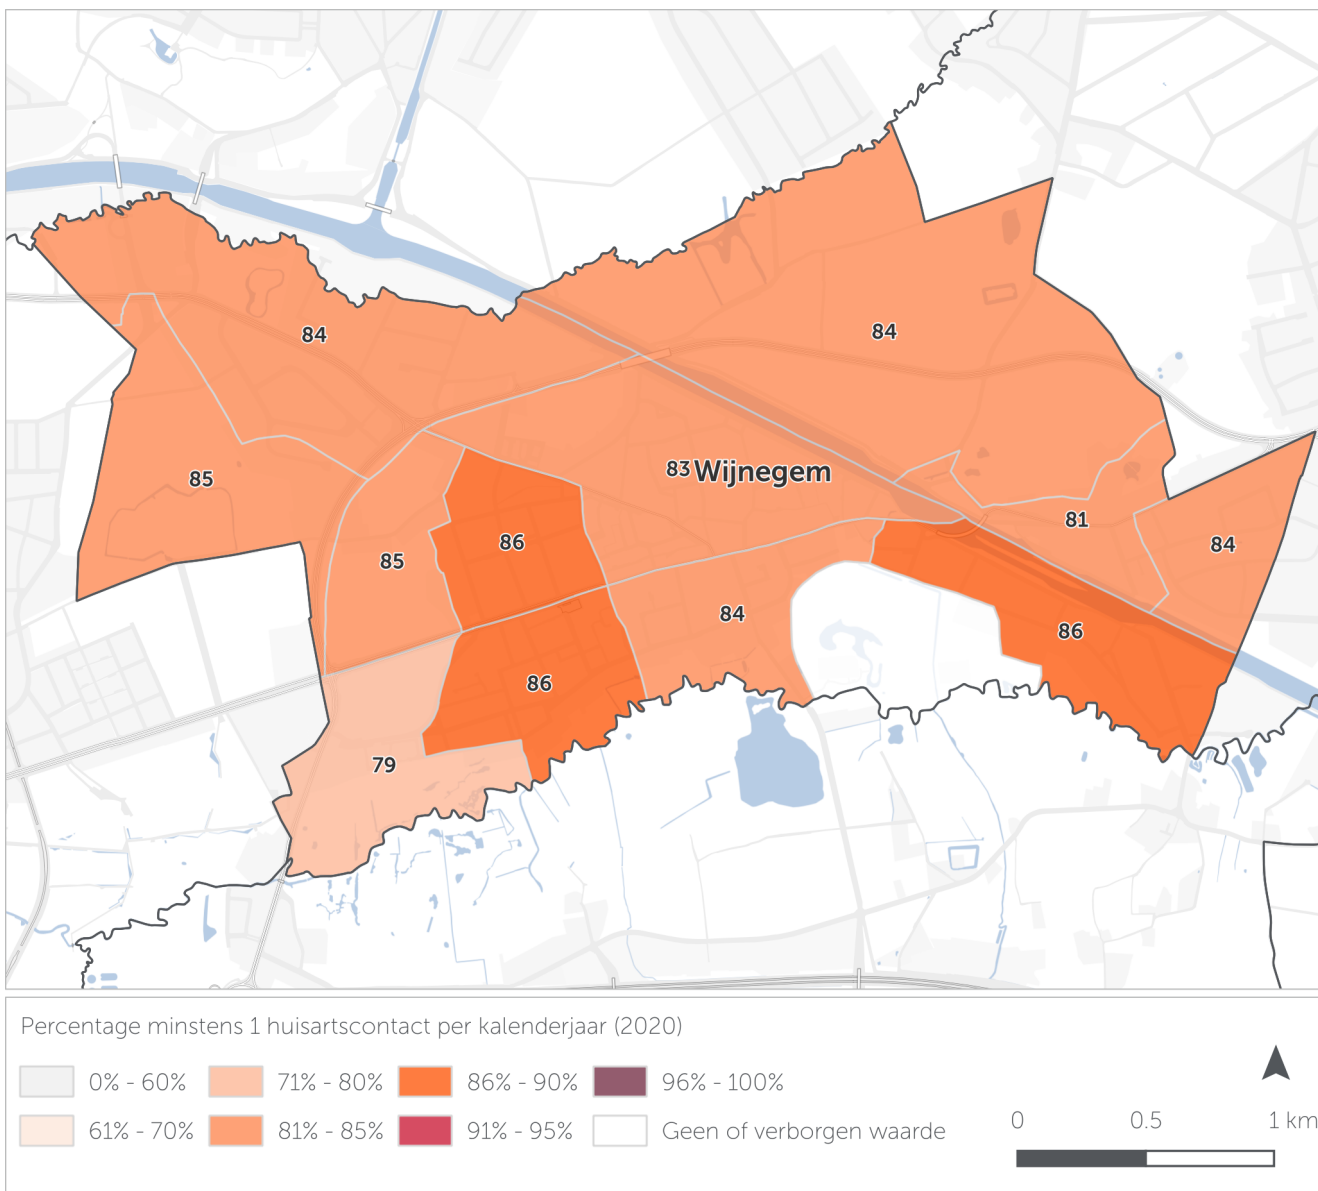 84
84
83 Wijnegem
85
81
86
84
85
84
86
86
79
Percentage minstens 1 huisartscontact per kalenderjaar (2020)
0% - 60%
71% - 80%
86% - 90%
96% - 100%
61% - 70%
81% - 85%
91% - 95%
Geen of verborgen waarde
0 0.5 1 km